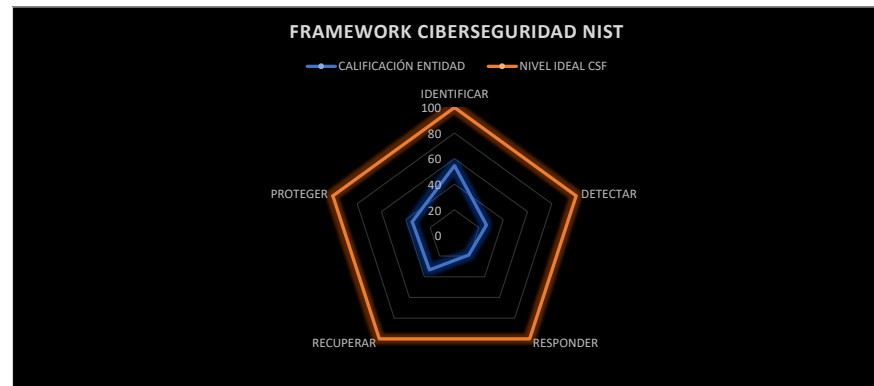 FRAMEWORK CIBERSEGURIDAD NIST
CALIFICACIÓN ENTIDAD NIVEL IDEAL CSF
IDENTIFICAR
100
80
PROTEGER DETECTAR
60
40
20
0
RECUPERAR RESPONDER